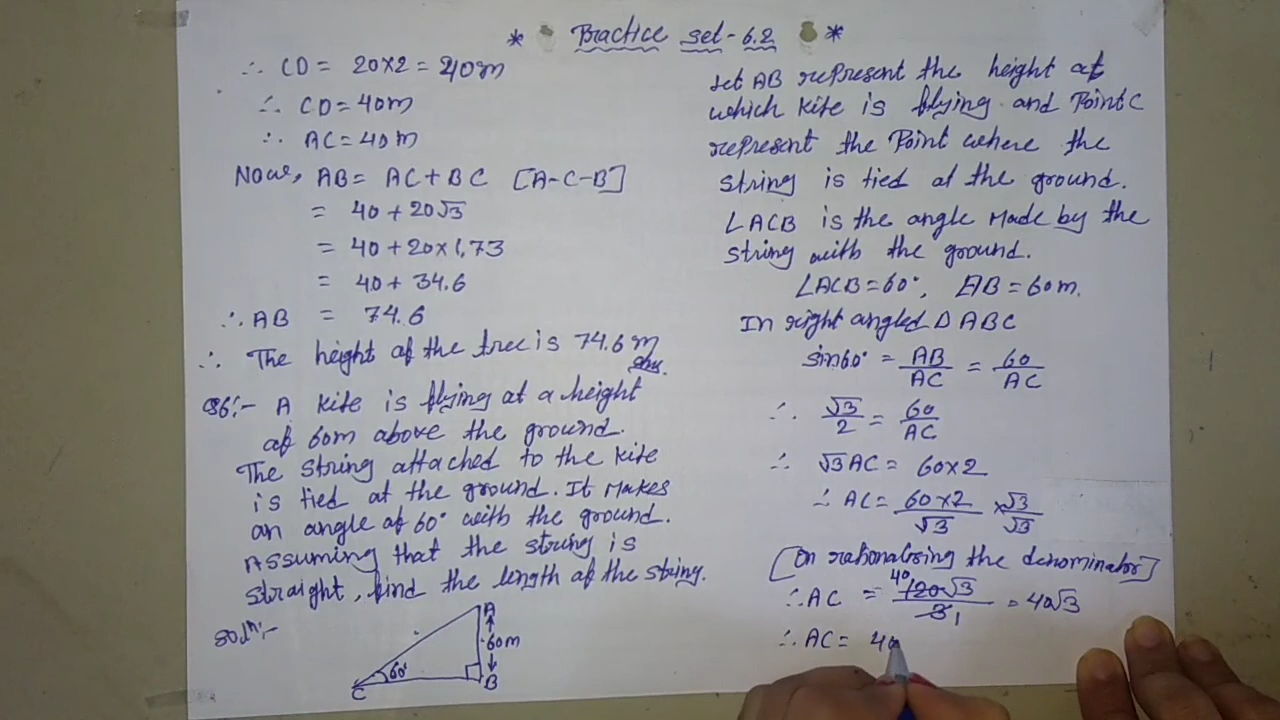 * Practice set-6.2 *
∴ CD = 20×2 = 40m
∴ CD = 40m
∴ AC = 40m
Now, AB = AC + BC [A-C-B]
= 40 + 20√3
= 40 + 20×1.73
= 40 + 34.6
∴ AB = 74.6
∴ The height of the tree is 74.6m
Ans.
Q6:- A kite is flying at a height
of 60m above the ground.
The string attached to the kite
is tied at the ground. It makes
an angle of 60° with the ground.
Assuming that the string is
straight, find the length of the string.
Solⁿ:-
A
60m
60°
C
B
Let AB represent the height at
which kite is flying and Point C
represent the Point where the
string is tied at the ground.
∠ACB is the angle made by the
string with the ground.
∠ACB = 60°, AB = 60m.
In right angled Δ ABC
sin60° = AB/AC = 60/AC
∴ √3/2 = 60/AC
∴ √3 AC = 60×2
∴ AC = 60×2/√3 × √3/√3
[On rationalising the denominator]
∴ AC = 40 120√3/3 1 = 40√3
∴ AC = 40